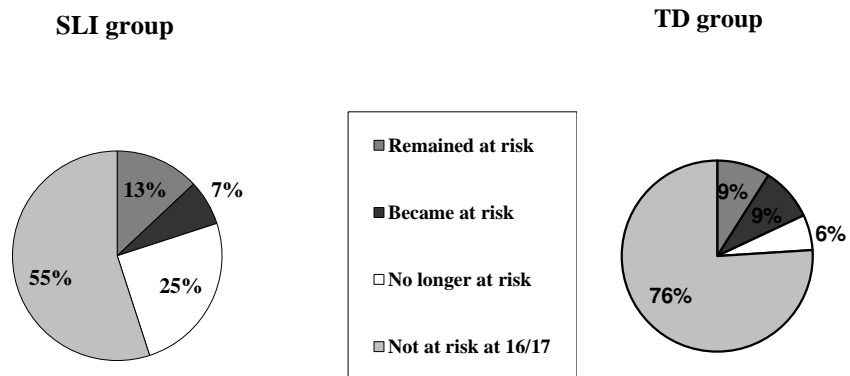 SLI group
TD group
13%
7%
25%
55%
Remained at risk
Became at risk
No longer at risk
Not at risk at 16/17
9%
9%
6%
76%